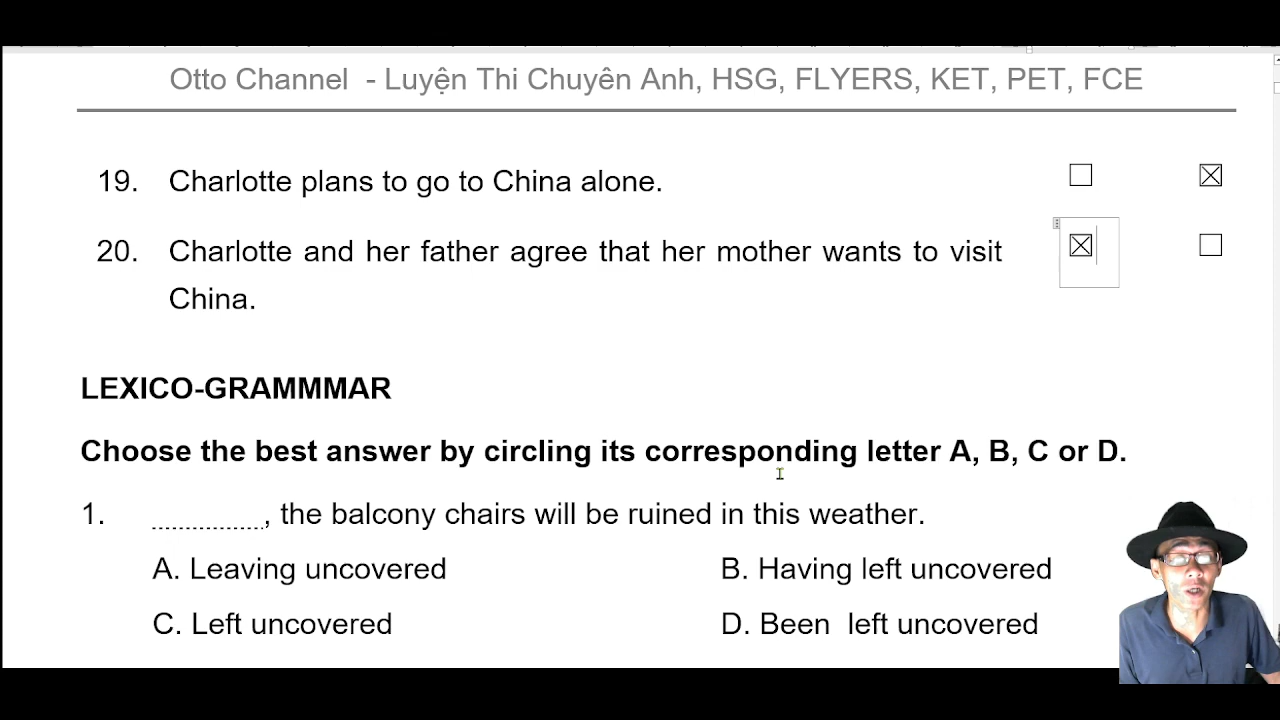 Otto Channel - Luyện Thi Chuyên Anh, HSG, FLYERS, KET, PET, FCE
19. Charlotte plans to go to China alone.
20. Charlotte and her father agree that her mother wants to visit
China.
LEXICO-GRAMMMAR
Choose the best answer by circling its corresponding letter A, B, C or D.
1. ................, the balcony chairs will be ruined in this weather.
A. Leaving uncovered B. Having left uncovered
C. Left uncovered D. Been left uncovered